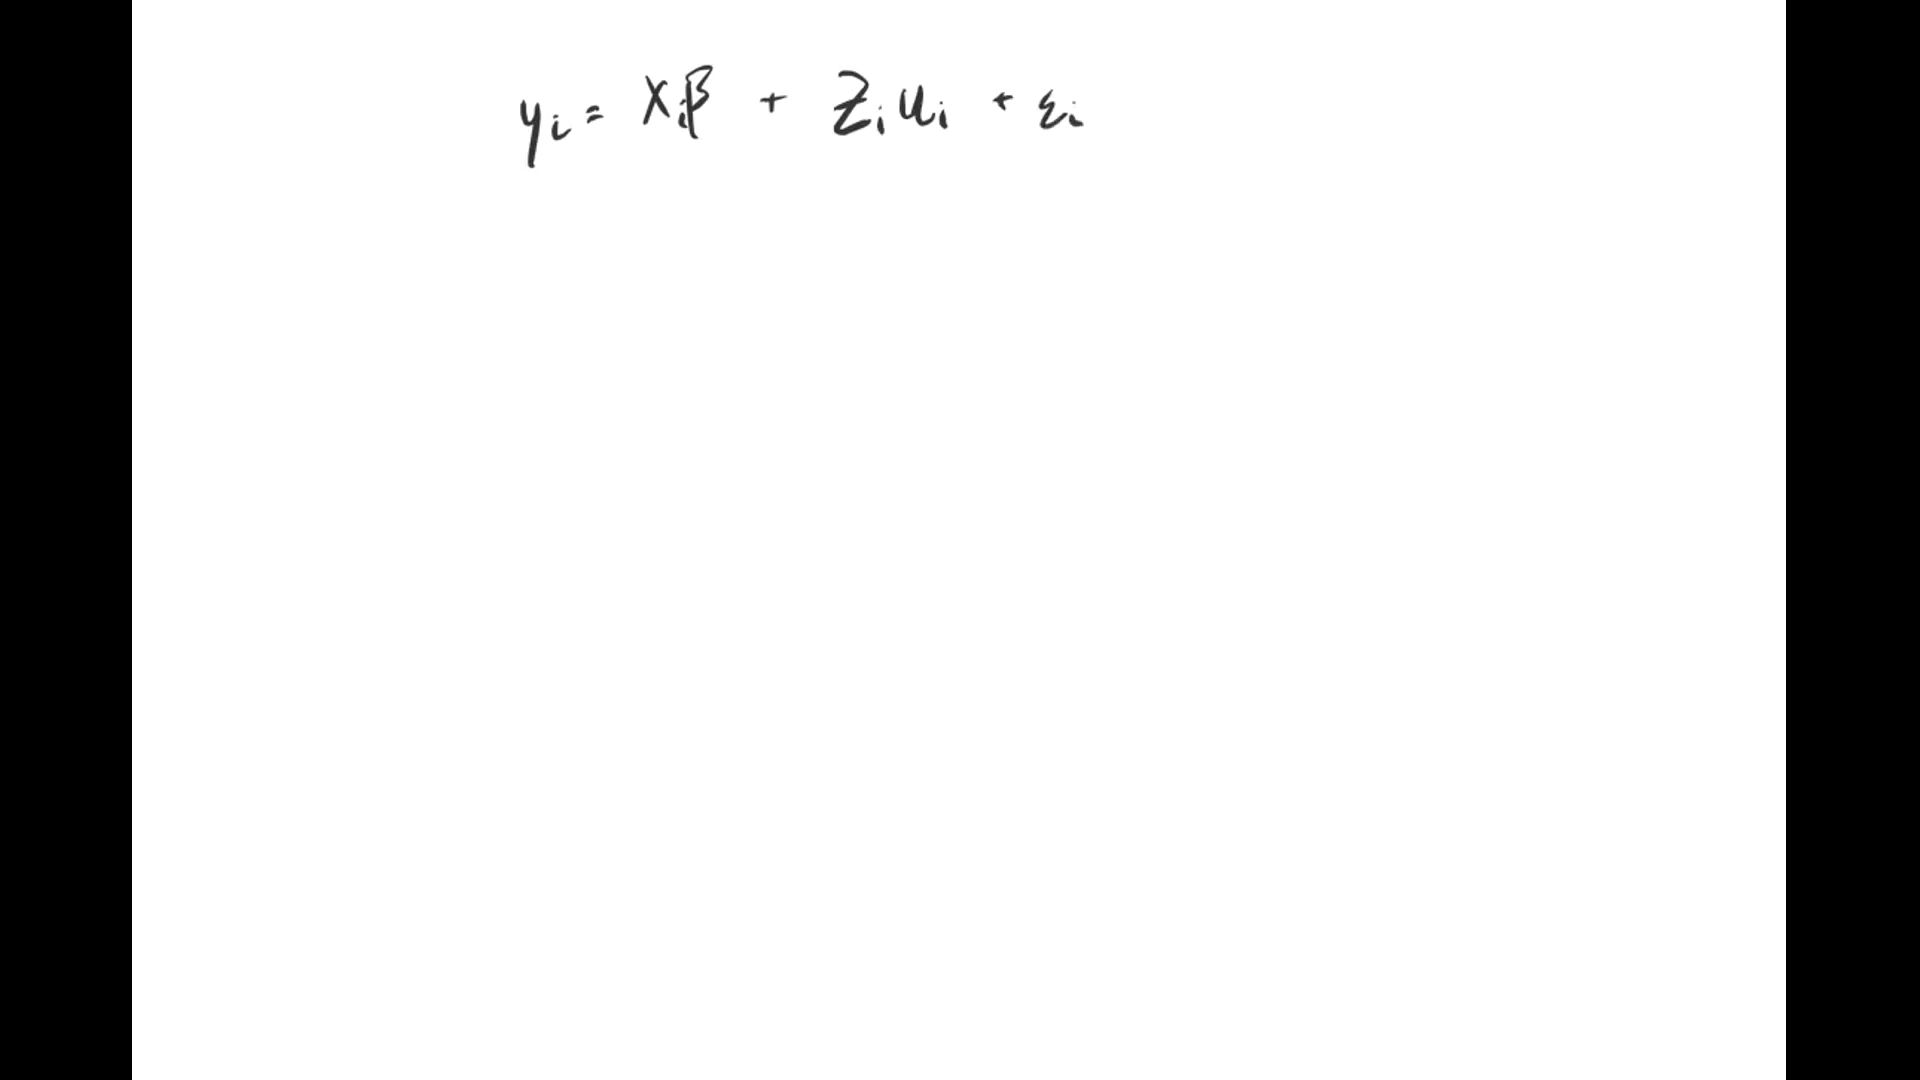 yᵢ = Xᵢβ + Zᵢuᵢ + εᵢ